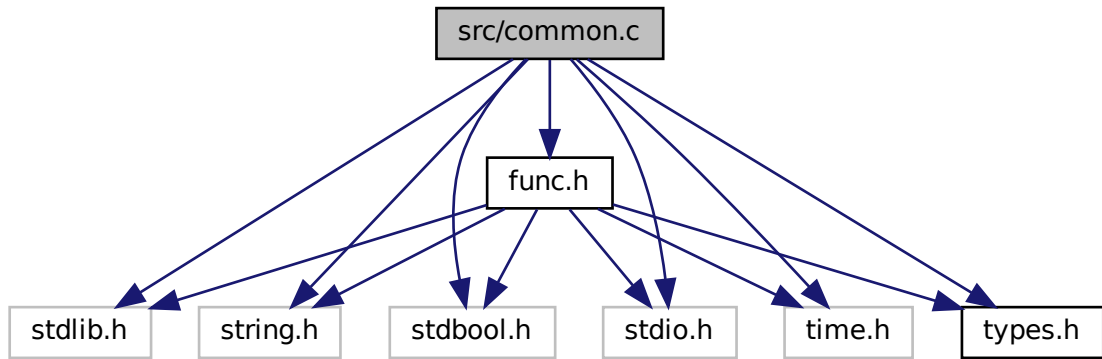 src/common.c
func.h
stdlib.h
string.h
stdbool.h
stdio.h
time.h
types.h